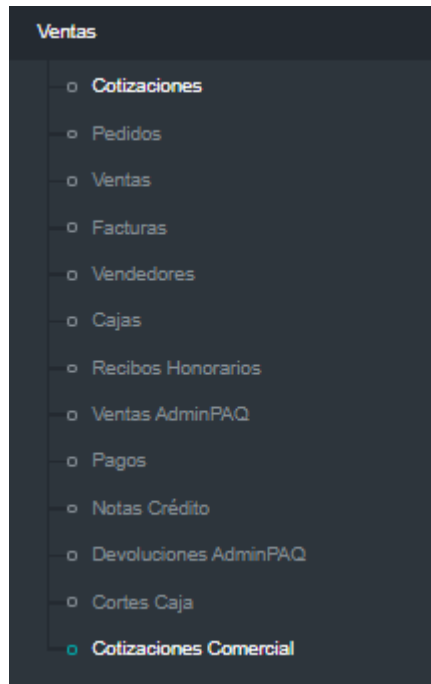 Ventas
Cotizaciones
Pedidos
Ventas
Facturas
Vendedores
Cajas
Recibos Honorarios
Ventas AdminPAQ
Pagos
Notas Crédito
Devoluciones AdminPAQ
Cortes Caja
Cotizaciones Comercial